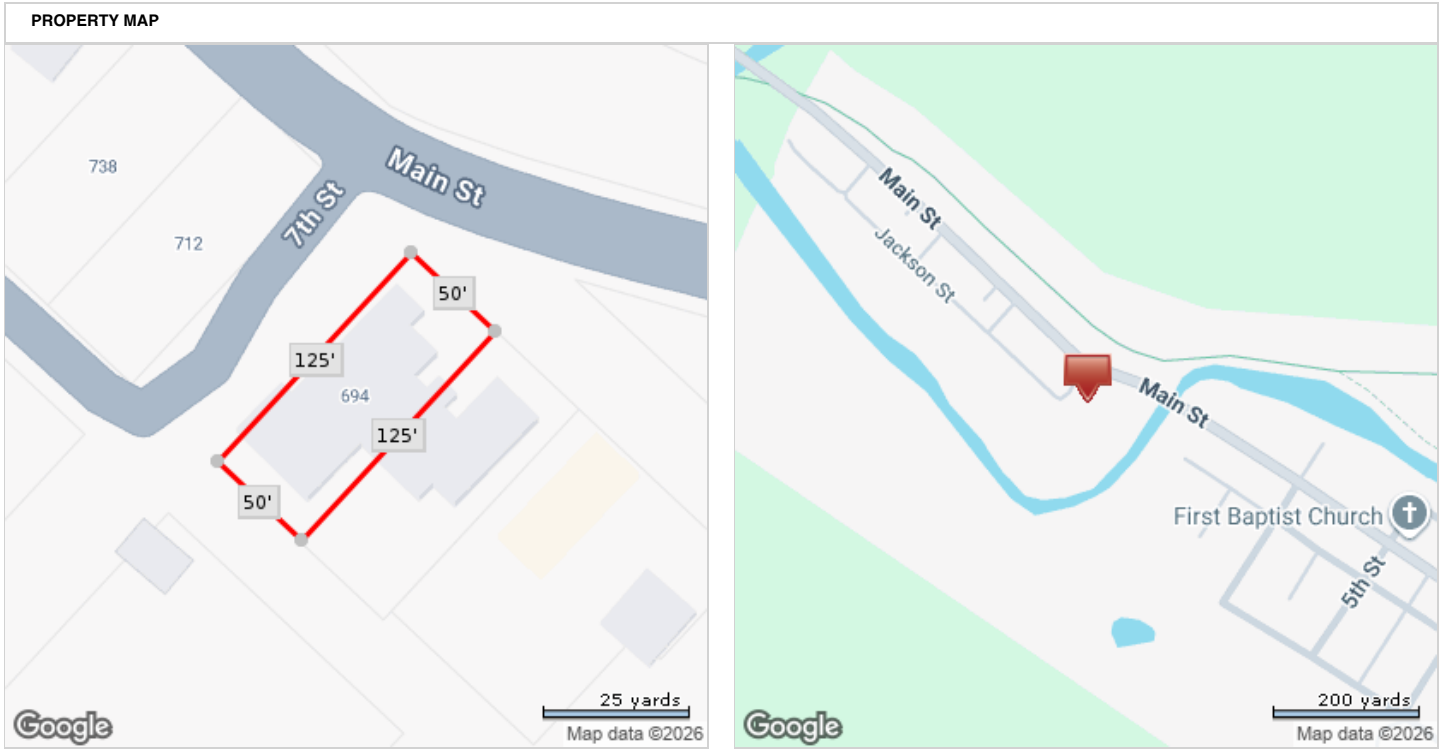 PROPERTY MAP
738
712
7th St
Main St
50'
125'
694
125'
50'
25 yards
Google
Map data ©2026
Main St
Jackson St
Main St
First Baptist Church
5th St
200 yards
Google
Map data ©2026